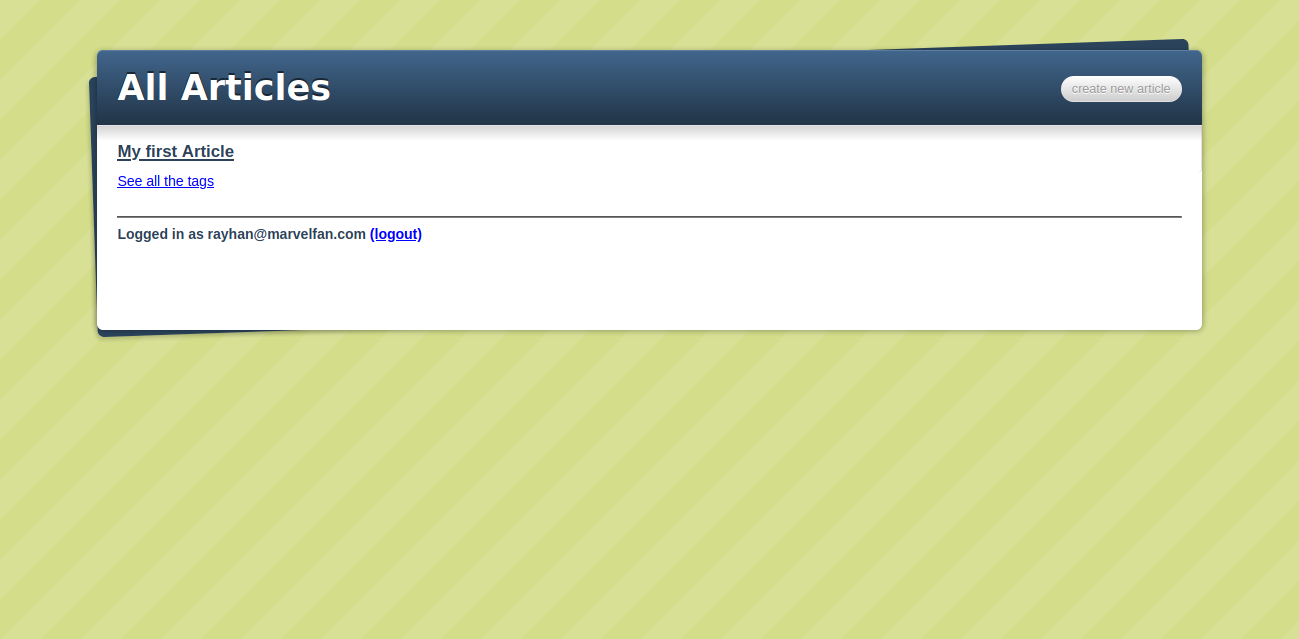 All Articles
create new article
My first Article
See all the tags
Logged in as rayhan@marvelfan.com (logout)